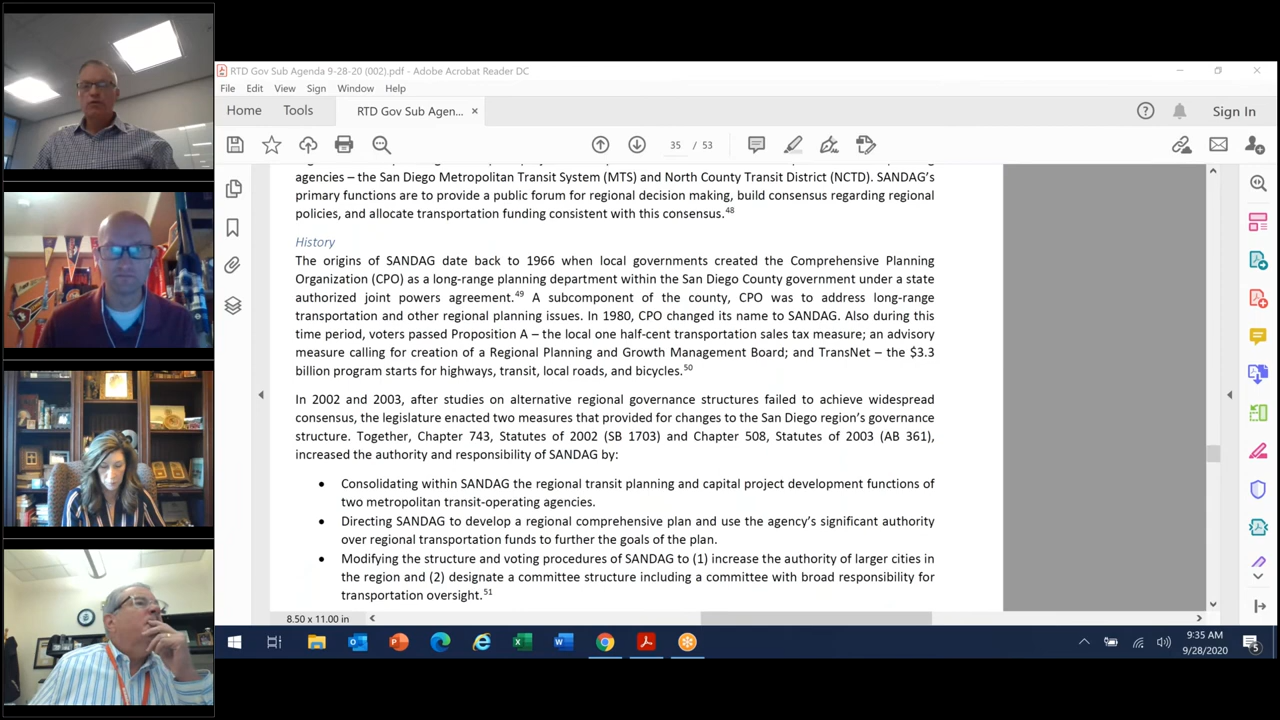 RTD Gov Sub Agenda 9-28-20 (002).pdf - Adobe Acrobat Reader DC
File Edit View Sign Window Help
Home Tools RTD Gov Sub Agen... × Sign In
35 / 53
agencies – the San Diego Metropolitan Transit System (MTS) and North County Transit District (NCTD). SANDAG’s
primary functions are to provide a public forum for regional decision making, build consensus regarding regional
policies, and allocate transportation funding consistent with this consensus.48
History
The origins of SANDAG date back to 1966 when local governments created the Comprehensive Planning
Organization (CPO) as a long-range planning department within the San Diego County government under a state
authorized joint powers agreement.49 A subcomponent of the county, CPO was to address long-range
transportation and other regional planning issues. In 1980, CPO changed its name to SANDAG. Also during this
time period, voters passed Proposition A – the local one half-cent transportation sales tax measure; an advisory
measure calling for creation of a Regional Planning and Growth Management Board; and TransNet – the $3.3
billion program starts for highways, transit, local roads, and bicycles.50
In 2002 and 2003, after studies on alternative regional governance structures failed to achieve widespread
consensus, the legislature enacted two measures that provided for changes to the San Diego region’s governance
structure. Together, Chapter 743, Statutes of 2002 (SB 1703) and Chapter 508, Statutes of 2003 (AB 361),
increased the authority and responsibility of SANDAG by:
• Consolidating within SANDAG the regional transit planning and capital project development functions of
two metropolitan transit-operating agencies.
• Directing SANDAG to develop a regional comprehensive plan and use the agency’s significant authority
over regional transportation funds to further the goals of the plan.
• Modifying the structure and voting procedures of SANDAG to (1) increase the authority of larger cities in
the region and (2) designate a committee structure including a committee with broad responsibility for
transportation oversight.51
8.50 x 11.00 in
9:35 AM
9/28/2020
5